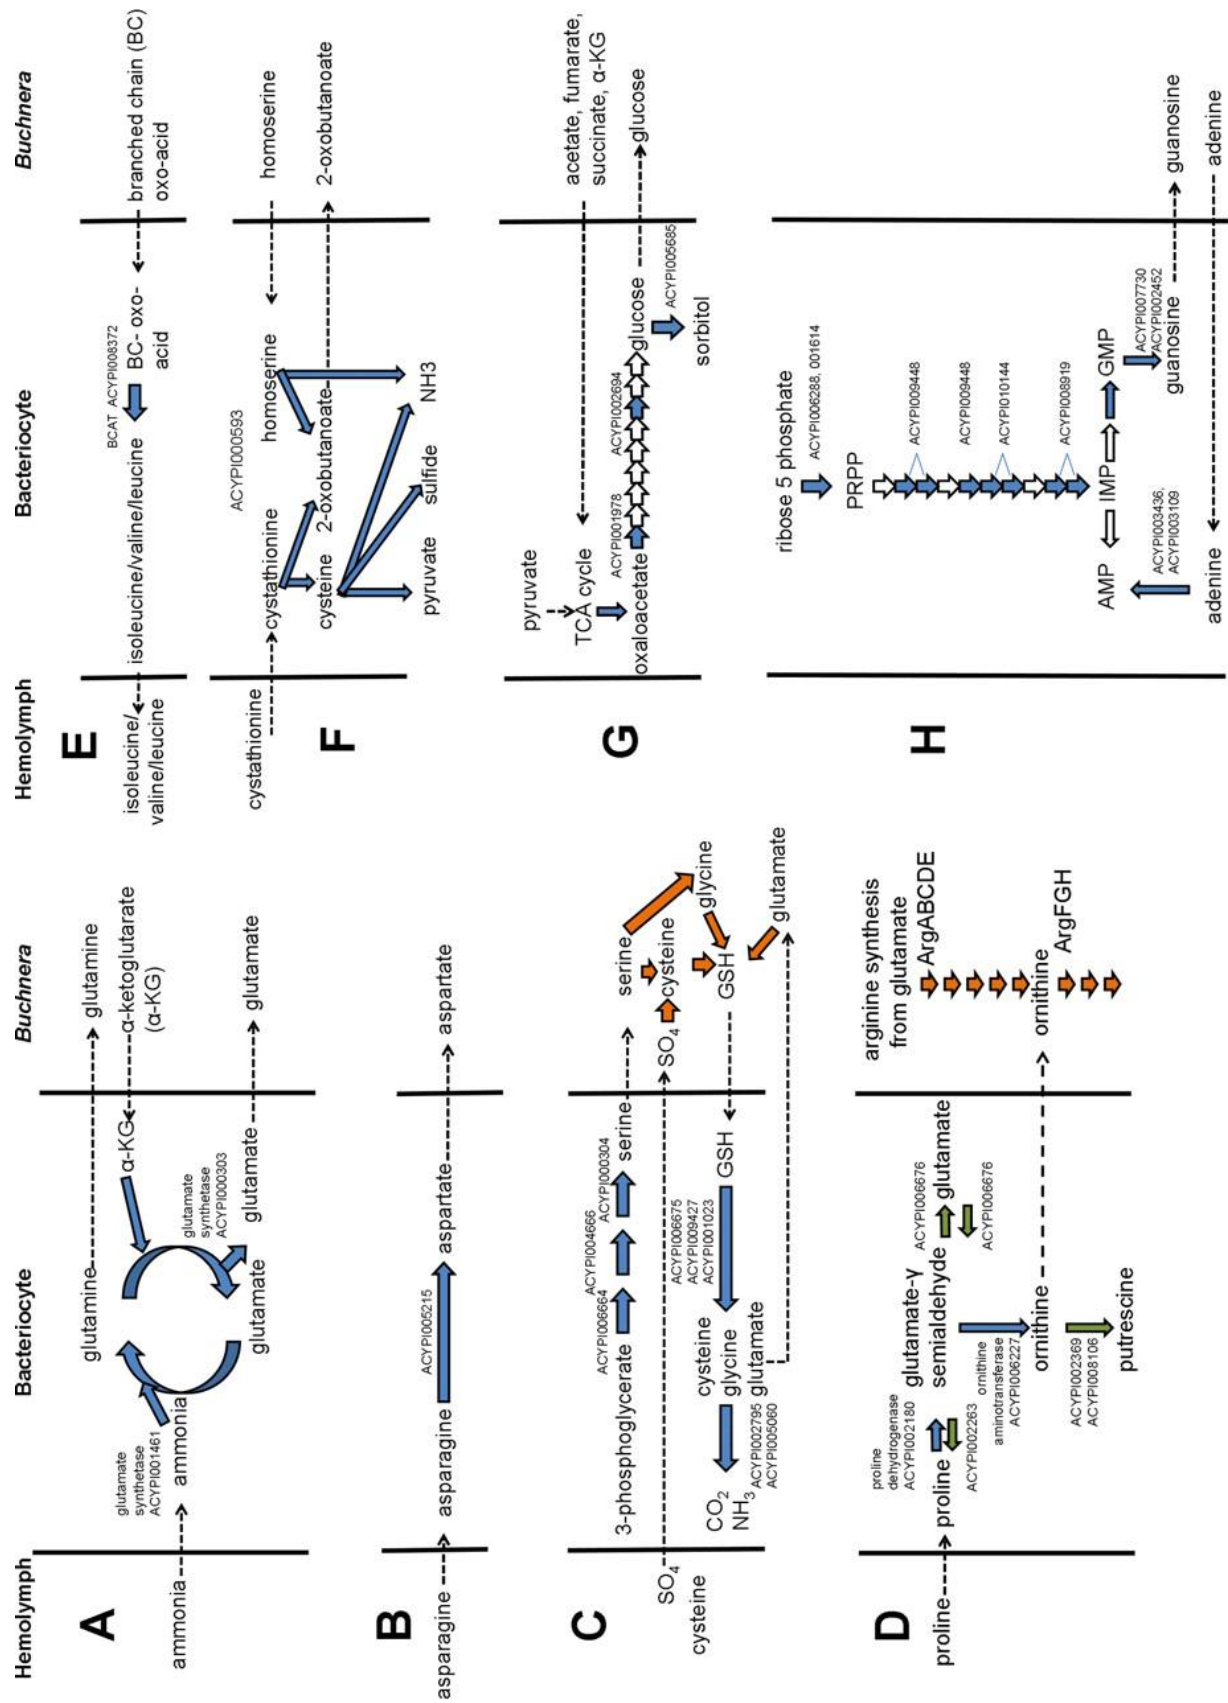 Hemolymph
Bacteriocyte
Buchnera
A
ammonia
ammonia
glutamate
synthetase
ACYPI001461
glutamine
glutamine
α-KG
α-ketoglutarate
(α-KG)
glutamate
synthetase
ACYPI000303
glutamate
glutamate
glutamate
B
asparagine
asparagine
ACYPI005215
aspartate
aspartate
C
3-phosphoglycerate
ACYPI006664
ACYPI004666
ACYPI000304
serine
serine
SO4
cysteine
SO4
cysteine
glycine
GSH
glutamate
GSH
ACYPI006675
ACYPI009427
ACYPI001023
cysteine
glycine
glutamate
CO2
NH3
ACYPI002795
ACYPI005060
D
proline
proline
proline
dehydrogenase
ACYPI002180
ACYPI002263
glutamate-γ
semialdehyde
ACYPI006676
glutamate
ACYPI006676
ornithine
aminotransferase
ACYPI006227
ornithine
ACYPI002369
ACYPI008106
putrescine
arginine synthesis
from glutamate
ArgABCDE
ornithine
ArgFGH
Hemolymph
Bacteriocyte
Buchnera
E
isoleucine/
valine/leucine
isoleucine/valine/leucine
BCAT ACYPI008372
BC- oxo-
acid
branched chain (BC)
oxo-acid
F
cystathionine
cystathionine
ACYPI000593
homoserine
homoserine
cysteine
2-oxobutanoate
2-oxobutanoate
pyruvate
sulfide
NH3
G
pyruvate
TCA cycle
acetate, fumarate,
succinate, α-KG
oxaloacetate
ACYPI001978
ACYPI002694
glucose
glucose
ACYPI005685
sorbitol
H
ribose 5 phosphate
ACYPI006288, 001614
PRPP
ACYPI009448
ACYPI009448
ACYPI010144
ACYPI008919
AMP
IMP
GMP
ACYPI003436,
ACYPI003109
ACYPI007730
ACYPI002452
guanosine
guanosine
adenine
adenine